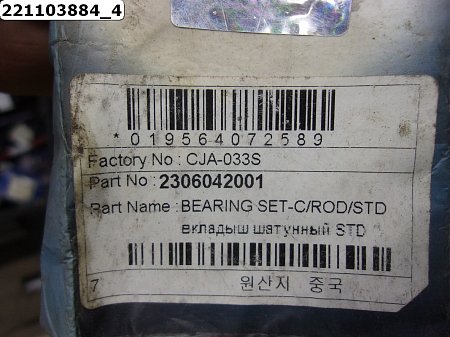 221103884_4
*019564072589
Factory No : CJA-033S
Part No : 2306042001
Part Name : BEARING SET-C/ROD/STD
вкладыш шатунный STD
7 원산지 중국